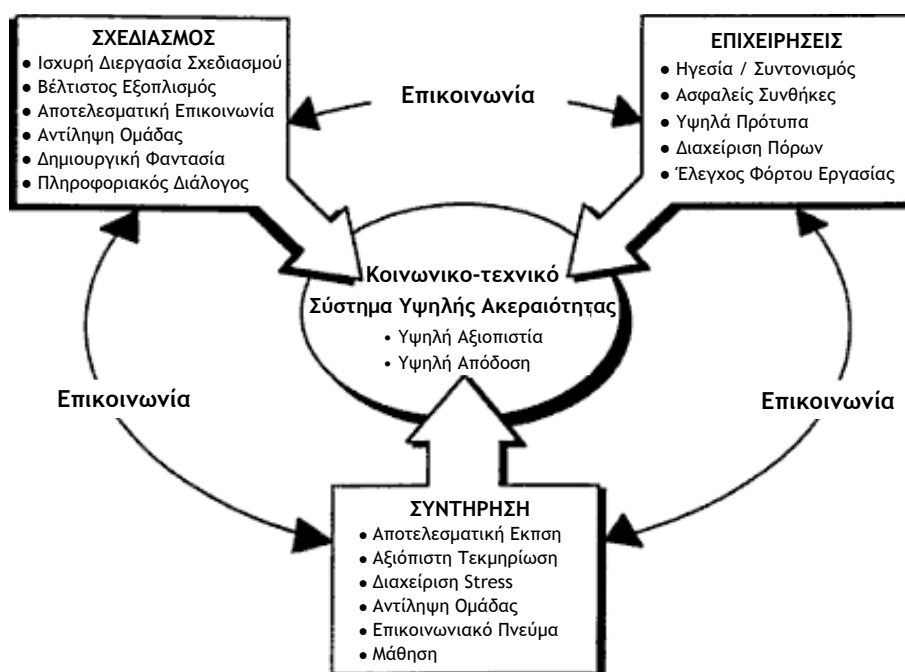 ΣΧΕΔΙΑΣΜΟΣ
● Ισχυρή Διεργασία Σχεδιασμού
● Βέλτιστος Εξοπλισμός
● Αποτελεσματική Επικοινωνία
● Αντίληψη Ομάδας
● Δημιουργική Φαντασία
● Πληροφοριακός Διάλογος
Επικοινωνία
ΕΠΙΧΕΙΡΗΣΕΙΣ
● Ηγεσία / Συντονισμός
● Ασφαλείς Συνθήκες
● Υψηλά Πρότυπα
● Διαχείριση Πόρων
● Έλεγχος Φόρτου Εργασίας
Κοινωνικο-τεχνικό
Σύστημα Υψηλής Ακεραιότητας
• Υψηλή Αξιοπιστία
• Υψηλή Απόδοση
Επικοινωνία
Επικοινωνία
ΣΥΝΤΗΡΗΣΗ
● Αποτελεσματική Εκπση
● Αξιόπιστη Τεκμηρίωση
● Διαχείριση Stress
● Αντίληψη Ομάδας
● Επικοινωνιακό Πνεύμα
● Μάθηση